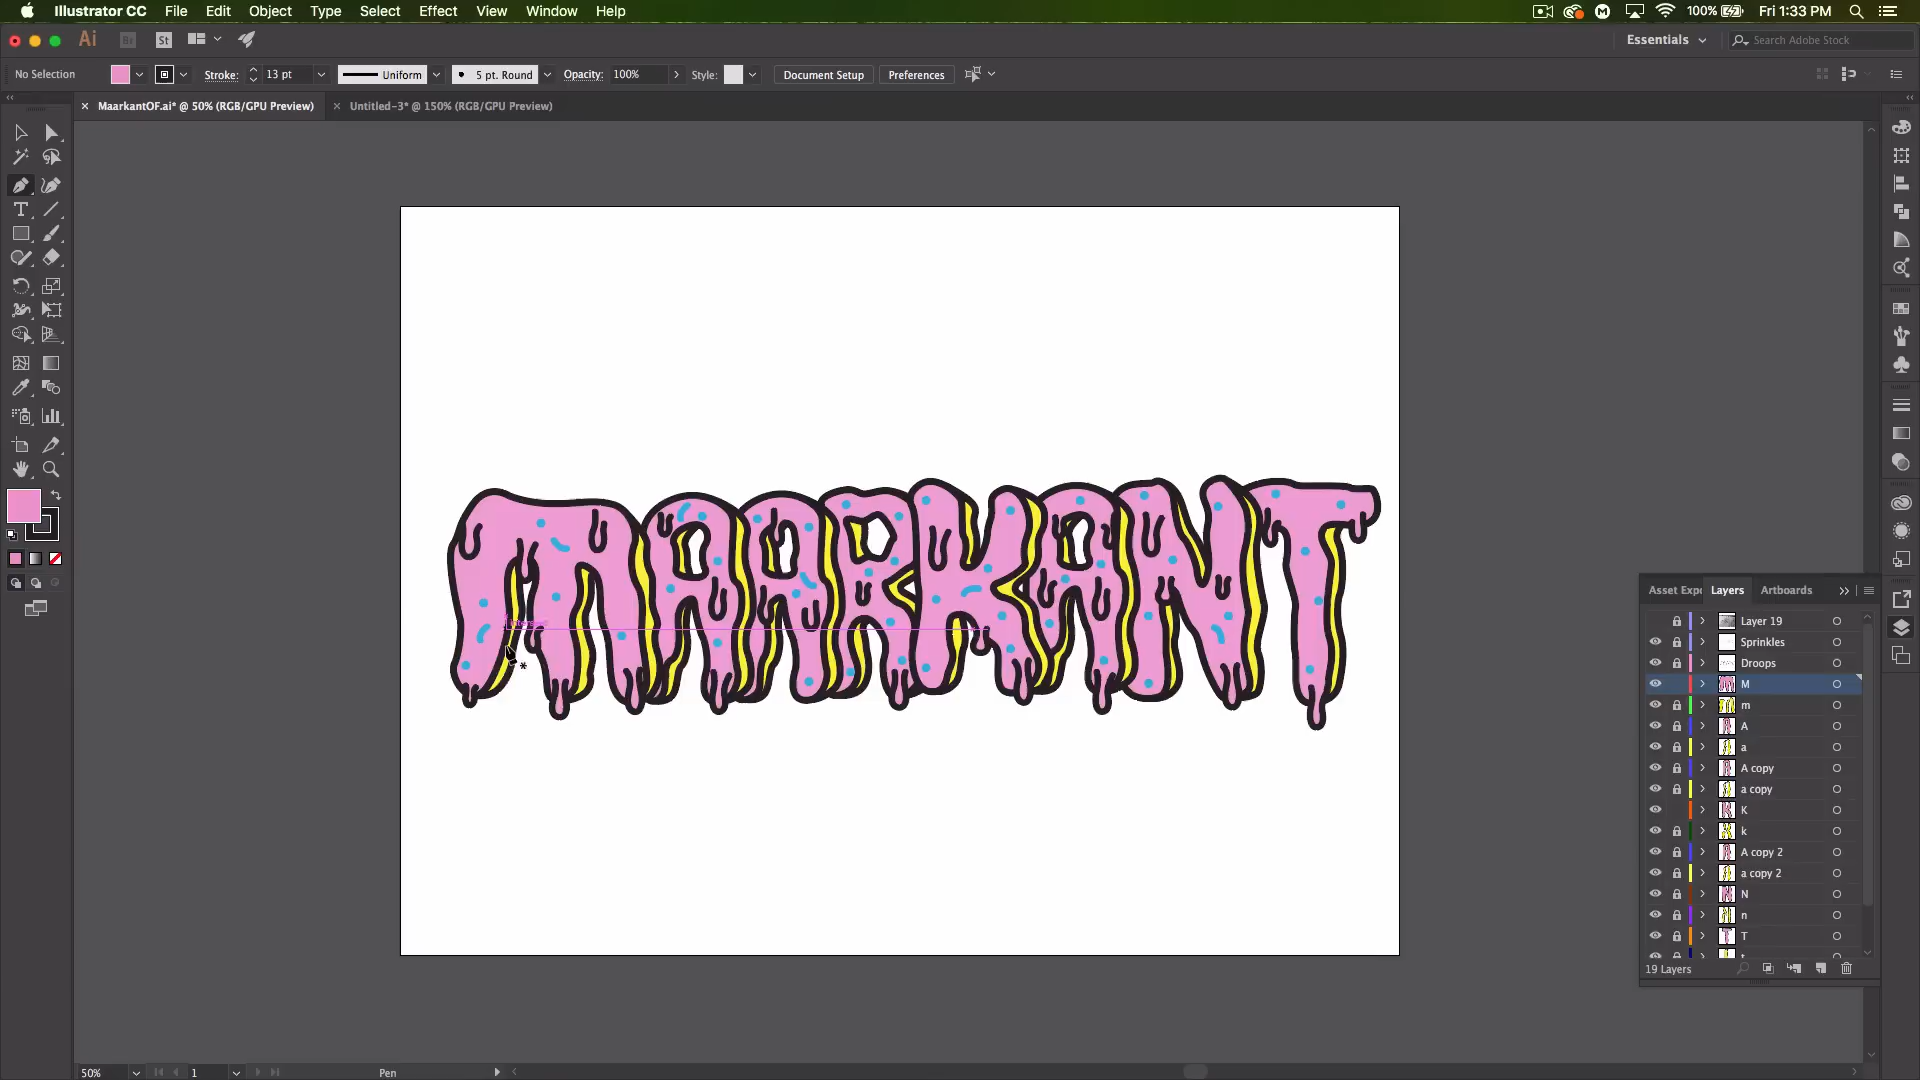 Illustrator CC File Edit Object Type Select Effect View Window Help
100% Fri 1:33 PM
Ai Br St
Essentials Search Adobe Stock
No Selection Stroke: 13 pt Uniform 5 pt. Round Opacity: 100% Style: Document Setup Preferences
MaarkantOF.ai* @ 50% (RGB/GPU Preview) Untitled-3* @ 150% (RGB/GPU Preview)
MAARKANT
Asset Expo Layers Artboards
Layer 19
Sprinkles
Droops
M
m
A
a
A copy
a copy
K
k
A copy 2
a copy 2
N
n
T
19 Layers
50% 1 Pen